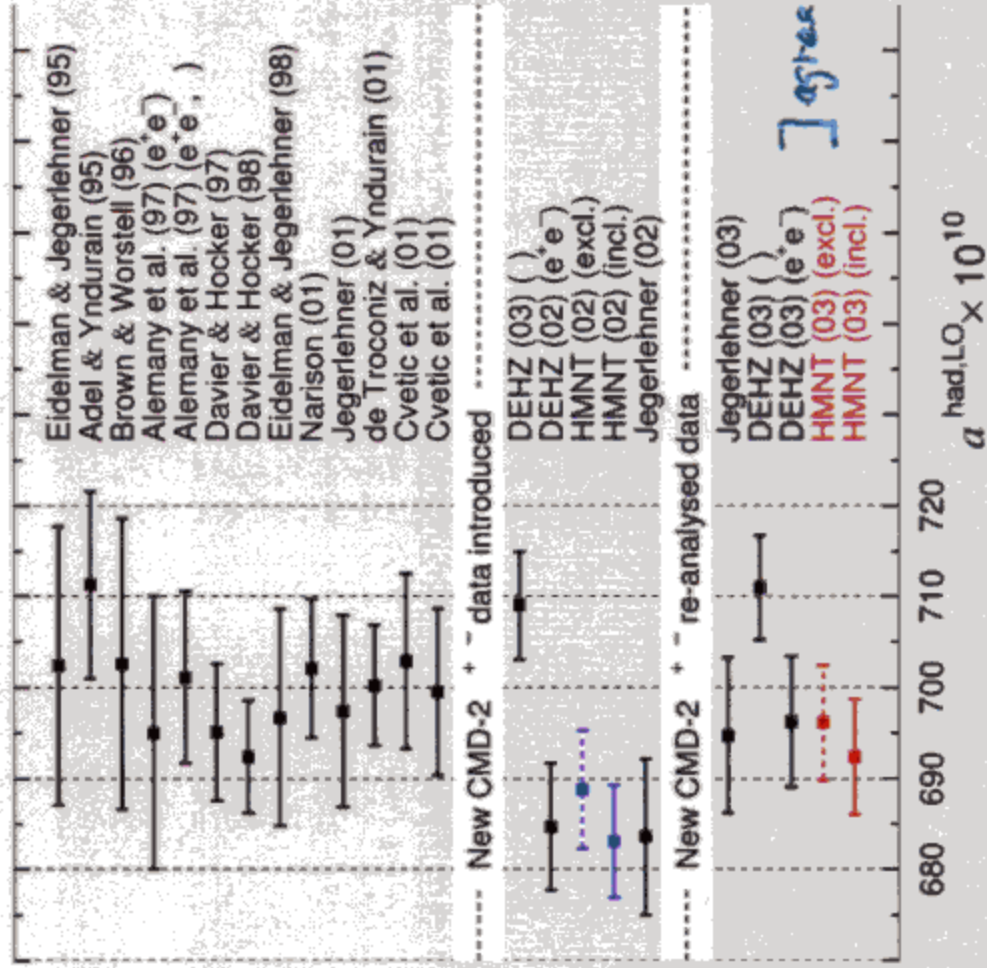 Eidelman & Jegerlehner (95)
Adel & Yndurain (95)
Brown & Worstell (96)
Alemany et al. (97) (e⁺e⁻)
Alemany et al. (97) (e⁺e⁻, )
Davier & Hocker (97)
Davier & Hocker (98)
Eidelman & Jegerlehner (98)
Narison (01)
Jegerlehner (01)
de Troconiz & Yndurain (01)
Cvetic et al. (01)
Cvetic et al. (01)
New CMD-2 + − data introduced
DEHZ (03) ( )
DEHZ (02) (e⁺e⁻)
HMNT (02) (excl.)
HMNT (02) (incl.)
Jegerlehner (02)
New CMD-2 + − re-analysed data
Jegerlehner (03)
DEHZ (03) ( )
DEHZ (03) (e⁺e⁻)
] agree
HMNT (03) (excl.)
HMNT (03) (incl.)
680 690 700 710 720
a had,LO × 10¹⁰